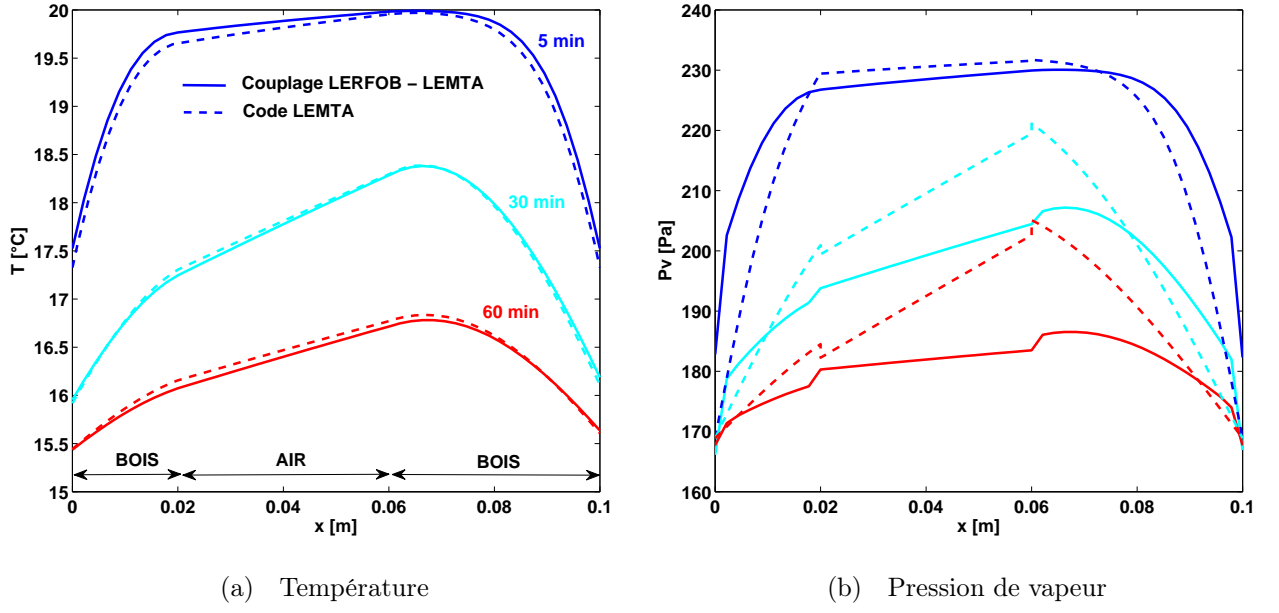 20
19.5
19
18.5
18
17.5
17
16.5
16
15.5
15
T [°C]
5 min
Couplage LERFOB – LEMTA
Code LEMTA
30 min
60 min
BOIS
AIR
BOIS
0
0.02
0.04
0.06
0.08
0.1
x [m]
(a) Température
240
230
220
210
200
190
180
170
160
Pv [Pa]
0
0.02
0.04
0.06
0.08
0.1
x [m]
(b) Pression de vapeur